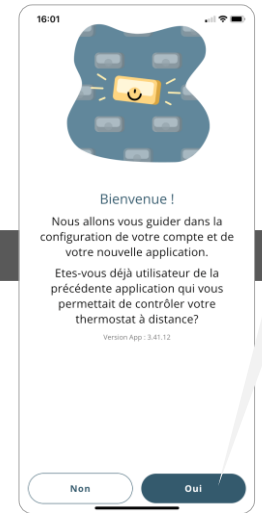 16:01
Bienvenue !
Nous allons vous guider dans la
configuration de votre compte et de
votre nouvelle application.
Etes-vous déjà utilisateur de la
précédente application qui vous
permettait de contrôler votre
thermostat à distance?
Version App : 3.41.12
Non
Oui